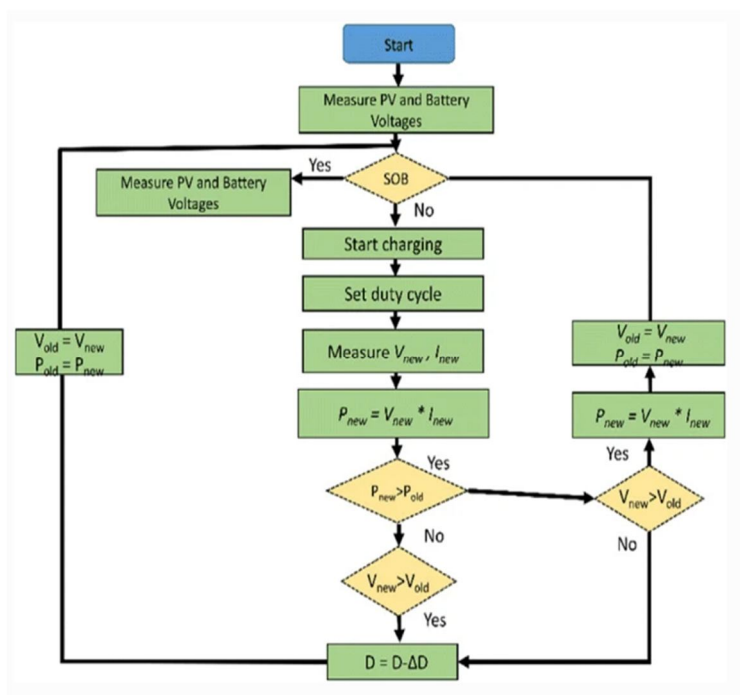 Start
Measure PV and Battery
Voltages
Yes
SOB
Measure PV and Battery
Voltages
No
Start charging
Set duty cycle
Measure Vnew, Inew
Pnew = Vnew * Inew
Yes
Pnew>Pold
No
Vnew>Vold
Yes
D = D-ΔD
Vold = Vnew
Pold = Pnew
Vold = Vnew
Pold = Pnew
Pnew = Vnew * Inew
Yes
Vnew>Vold
No